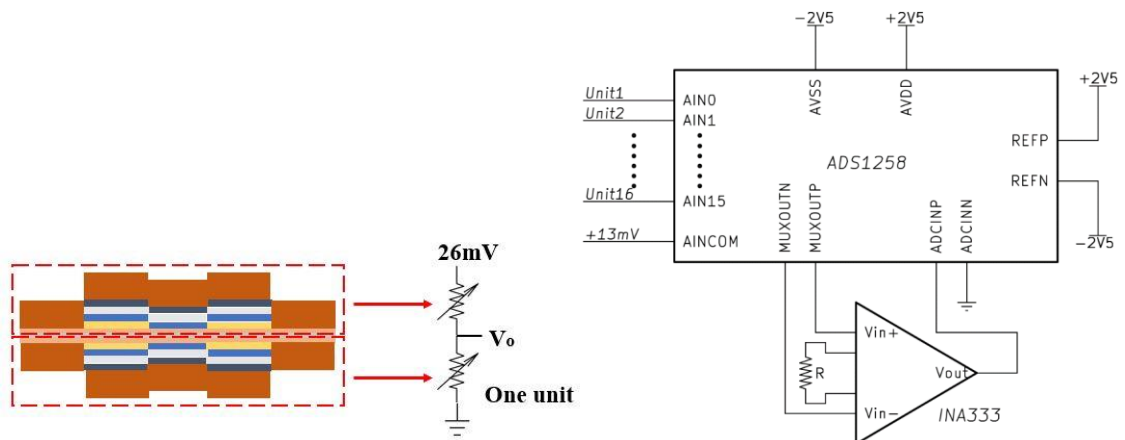 26mV
Vo
One unit
-2V5
+2V5
+2V5
Unit1
AIN0
AVSS
AVDD
Unit2
AIN1
REFP
ADS1258
REFN
Unit16
AIN15
MUXOUTN
MUXOUTP
ADCINP
ADCINN
+13mV
AINCOM
-2V5
Vin+
R
Vout
Vin-
INA333